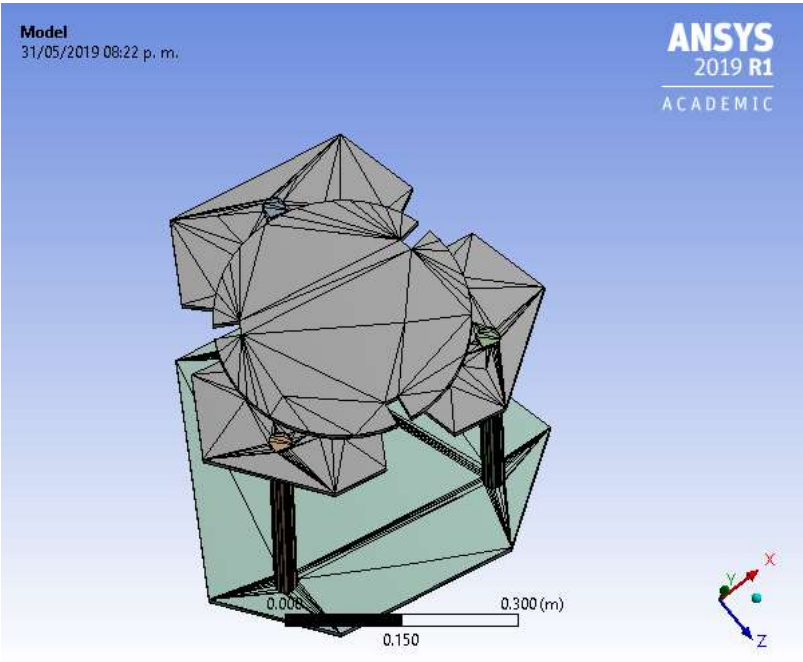 Model
31/05/2019 08:22 p. m.
ANSYS
2019 R1
ACADEMIC
X
Y
Z
0.000
0.300 (m)
0.150